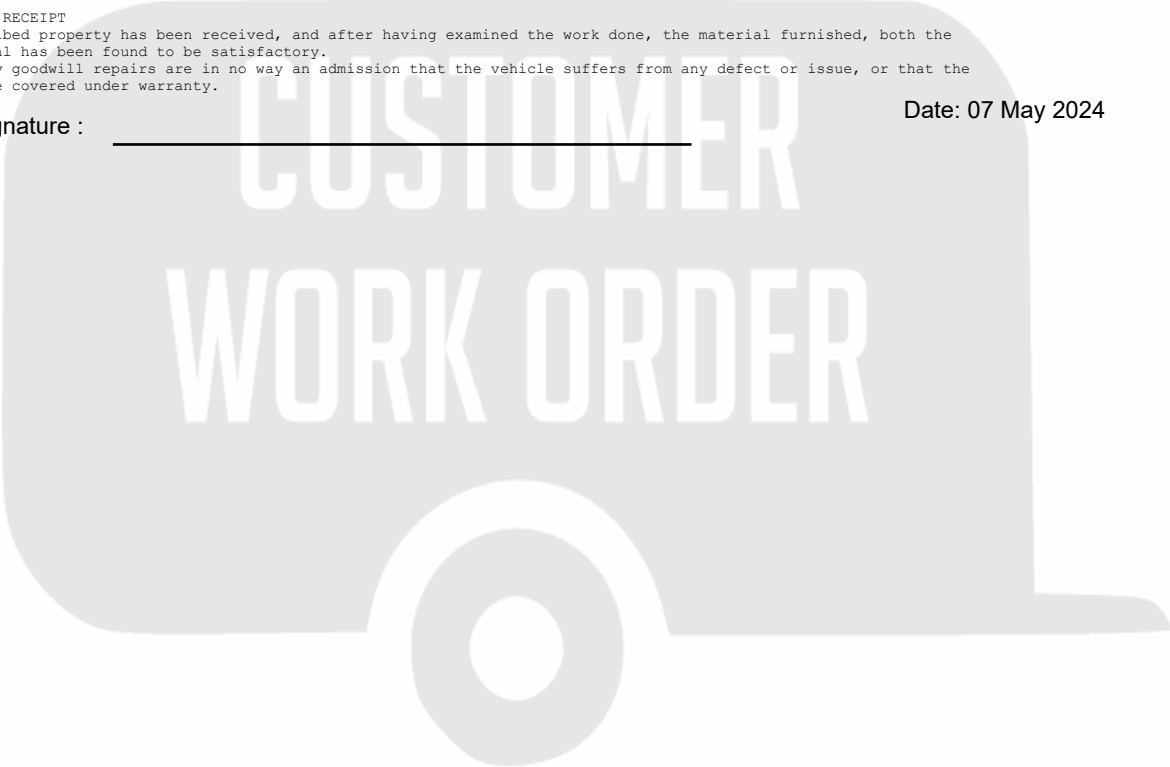 RECEIPT
bed property has been received, and after having examined the work done, the material furnished, both the
al has been found to be satisfactory.
y goodwill repairs are in no way an admission that the vehicle suffers from any defect or issue, or that the
e covered under warranty.
Date: 07 May 2024
gnature :
CUSTOMER
WORK ORDER